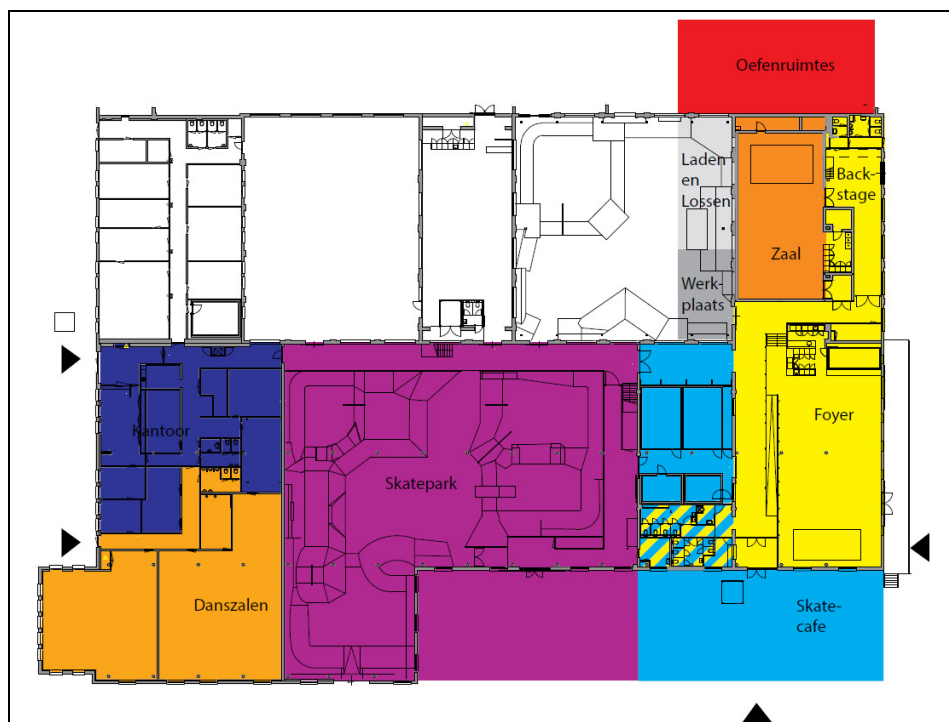 Oefenruimtes
Laden
en
Lossen
Back-
stage
Zaal
Werk-
plaats
Kantoor
Foyer
Skatepark
Danszalen
Skate-
cafe